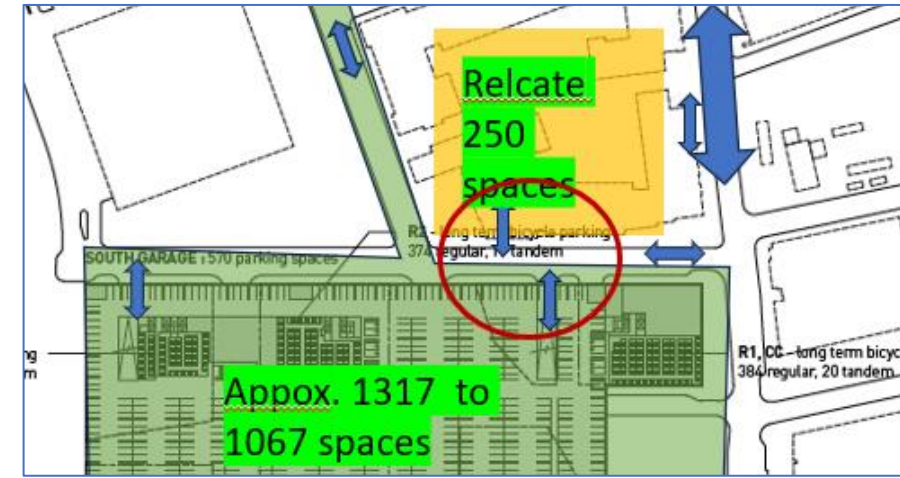 Relcate
250
spaces
R2 - long term bicycle parking
374 regular, tandem
SOUTH GARAGE : 570 parking spaces
R1, CC - long term bicyc
384 regular, 20 tandem
Appox. 1317 to
1067 spaces